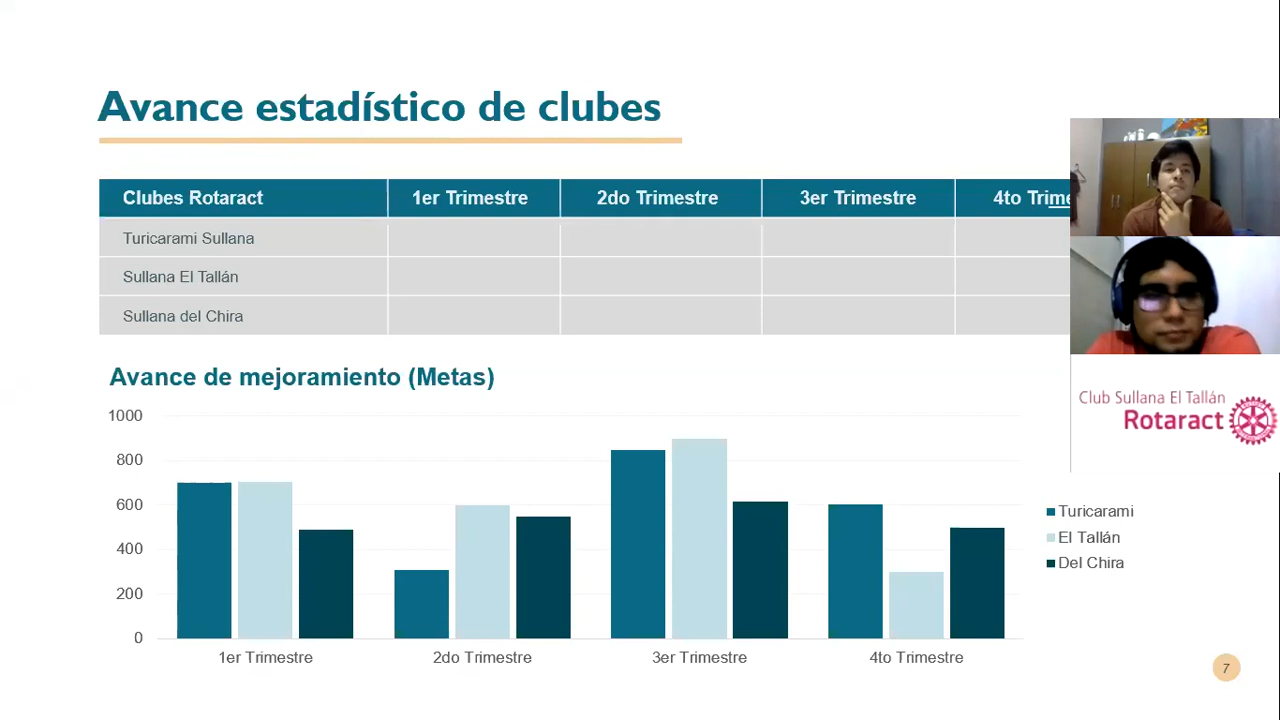 Avance estadístico de clubes
Clubes Rotaract 1er Trimestre 2do Trimestre 3er Trimestre 4to Trime
Turicarami Sullana
Sullana El Tallán
Sullana del Chira
Avance de mejoramiento (Metas)
1000
800
600
400
200
0
1er Trimestre 2do Trimestre 3er Trimestre 4to Trimestre
Turicarami
El Tallán
Del Chira
Club Sullana El Tallán
Rotaract
7